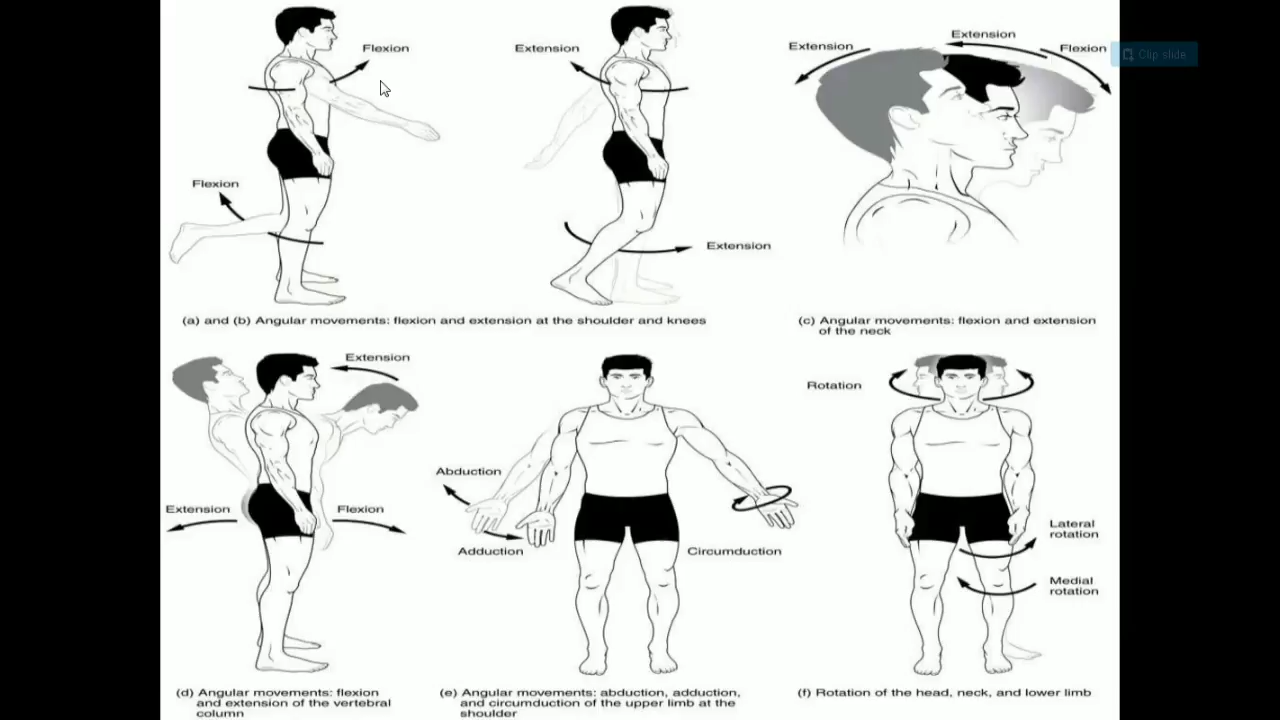 Flexion
Extension
Extension
Extension
Flexion
Clip slide
Flexion
Extension
(a) and (b) Angular movements: flexion and extension at the shoulder and knees
(c) Angular movements: flexion and extension
of the neck
Extension
Rotation
Abduction
Extension
Flexion
Adduction
Circumduction
Lateral
rotation
Medial
rotation
(d) Angular movements: flexion
and extension of the vertebral
column
(e) Angular movements: abduction, adduction,
and circumduction of the upper limb at the
shoulder
(f) Rotation of the head, neck, and lower limb